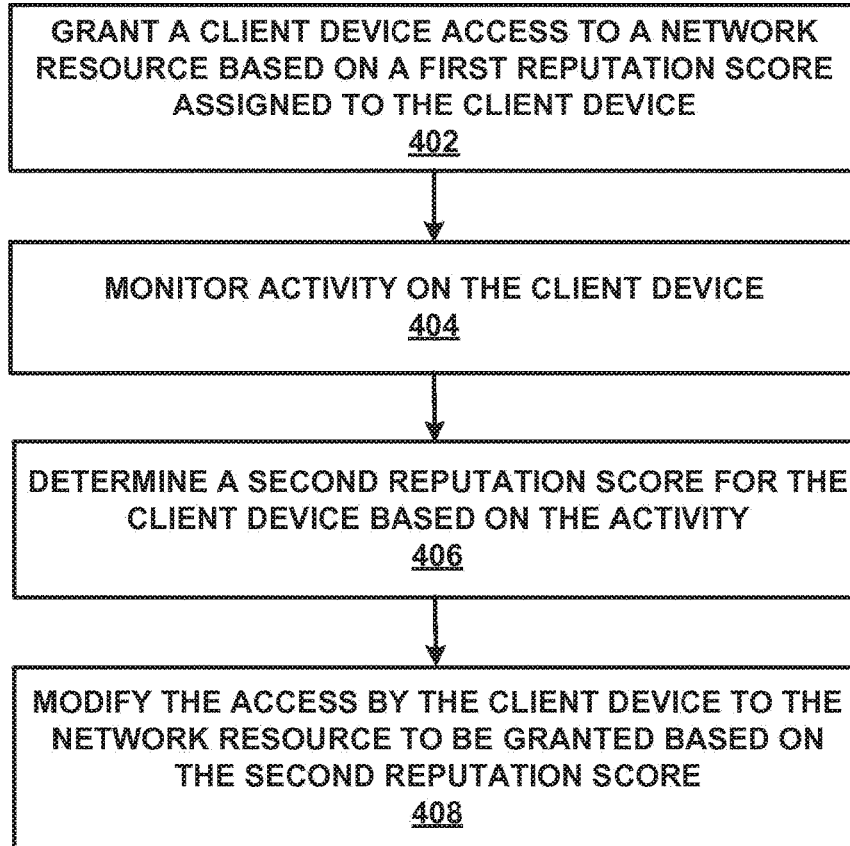 GRANT A CLIENT DEVICE ACCESS TO A NETWORK
RESOURCE BASED ON A FIRST REPUTATION SCORE
ASSIGNED TO THE CLIENT DEVICE
402
MONITOR ACTIVITY ON THE CLIENT DEVICE
404
DETERMINE A SECOND REPUTATION SCORE FOR THE
CLIENT DEVICE BASED ON THE ACTIVITY
406
MODIFY THE ACCESS BY THE CLIENT DEVICE TO THE
NETWORK RESOURCE TO BE GRANTED BASED ON
THE SECOND REPUTATION SCORE
408